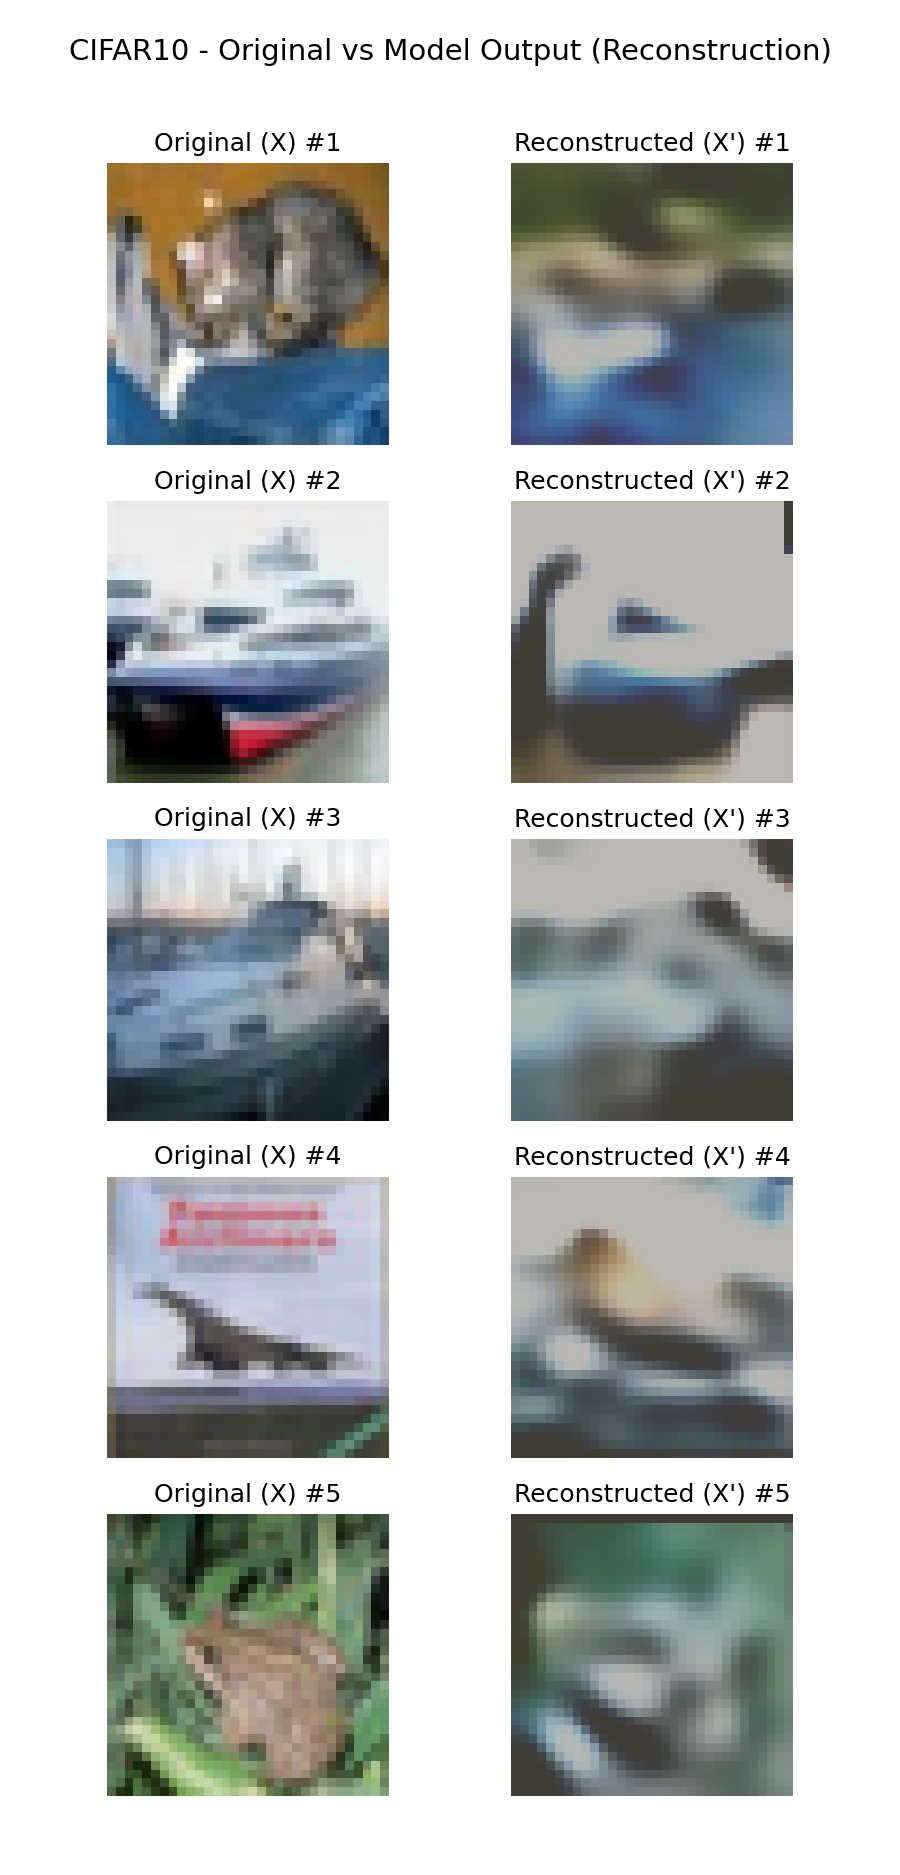 CIFAR10 - Original vs Model Output (Reconstruction)
Original (X) #1
Reconstructed (X') #1
Original (X) #2
Reconstructed (X') #2
Original (X) #3
Reconstructed (X') #3
Original (X) #4
Reconstructed (X') #4
Original (X) #5
Reconstructed (X') #5